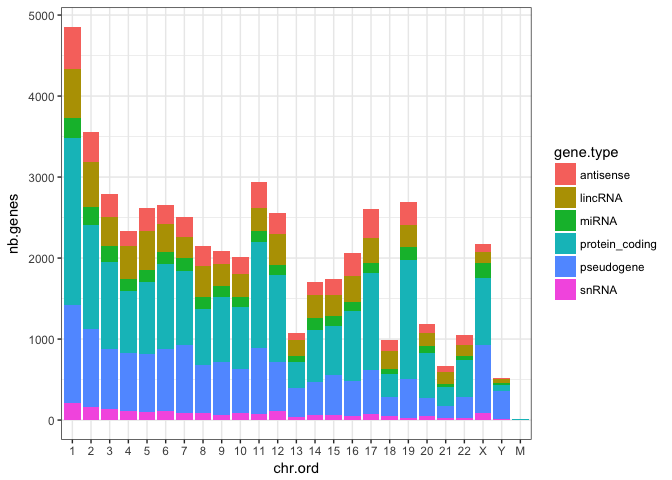 5000
4000
3000
2000
1000
0
nb.genes
1 2 3 4 5 6 7 8 9 10 11 12 13 14 15 16 17 18 19 20 21 22 X Y M
chr.ord
gene.type
antisense
lincRNA
miRNA
protein_coding
pseudogene
snRNA